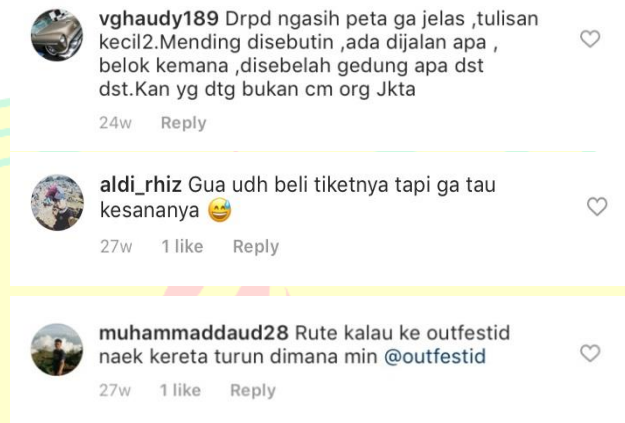 vghaudy189 Drpd ngasih peta ga jelas ,tulisan
kecil2.Mending disebutin ,ada dijalan apa ,
belok kemana ,disebelah gedung apa dst
dst.Kan yg dtg bukan cm org Jkta
24w Reply
aldi_rhiz Gua udh beli tiketnya tapi ga tau
kesananya 😅
27w 1 like Reply
muhammaddaud28 Rute kalau ke outfestid
naek kereta turun dimana min @outfestid
27w 1 like Reply